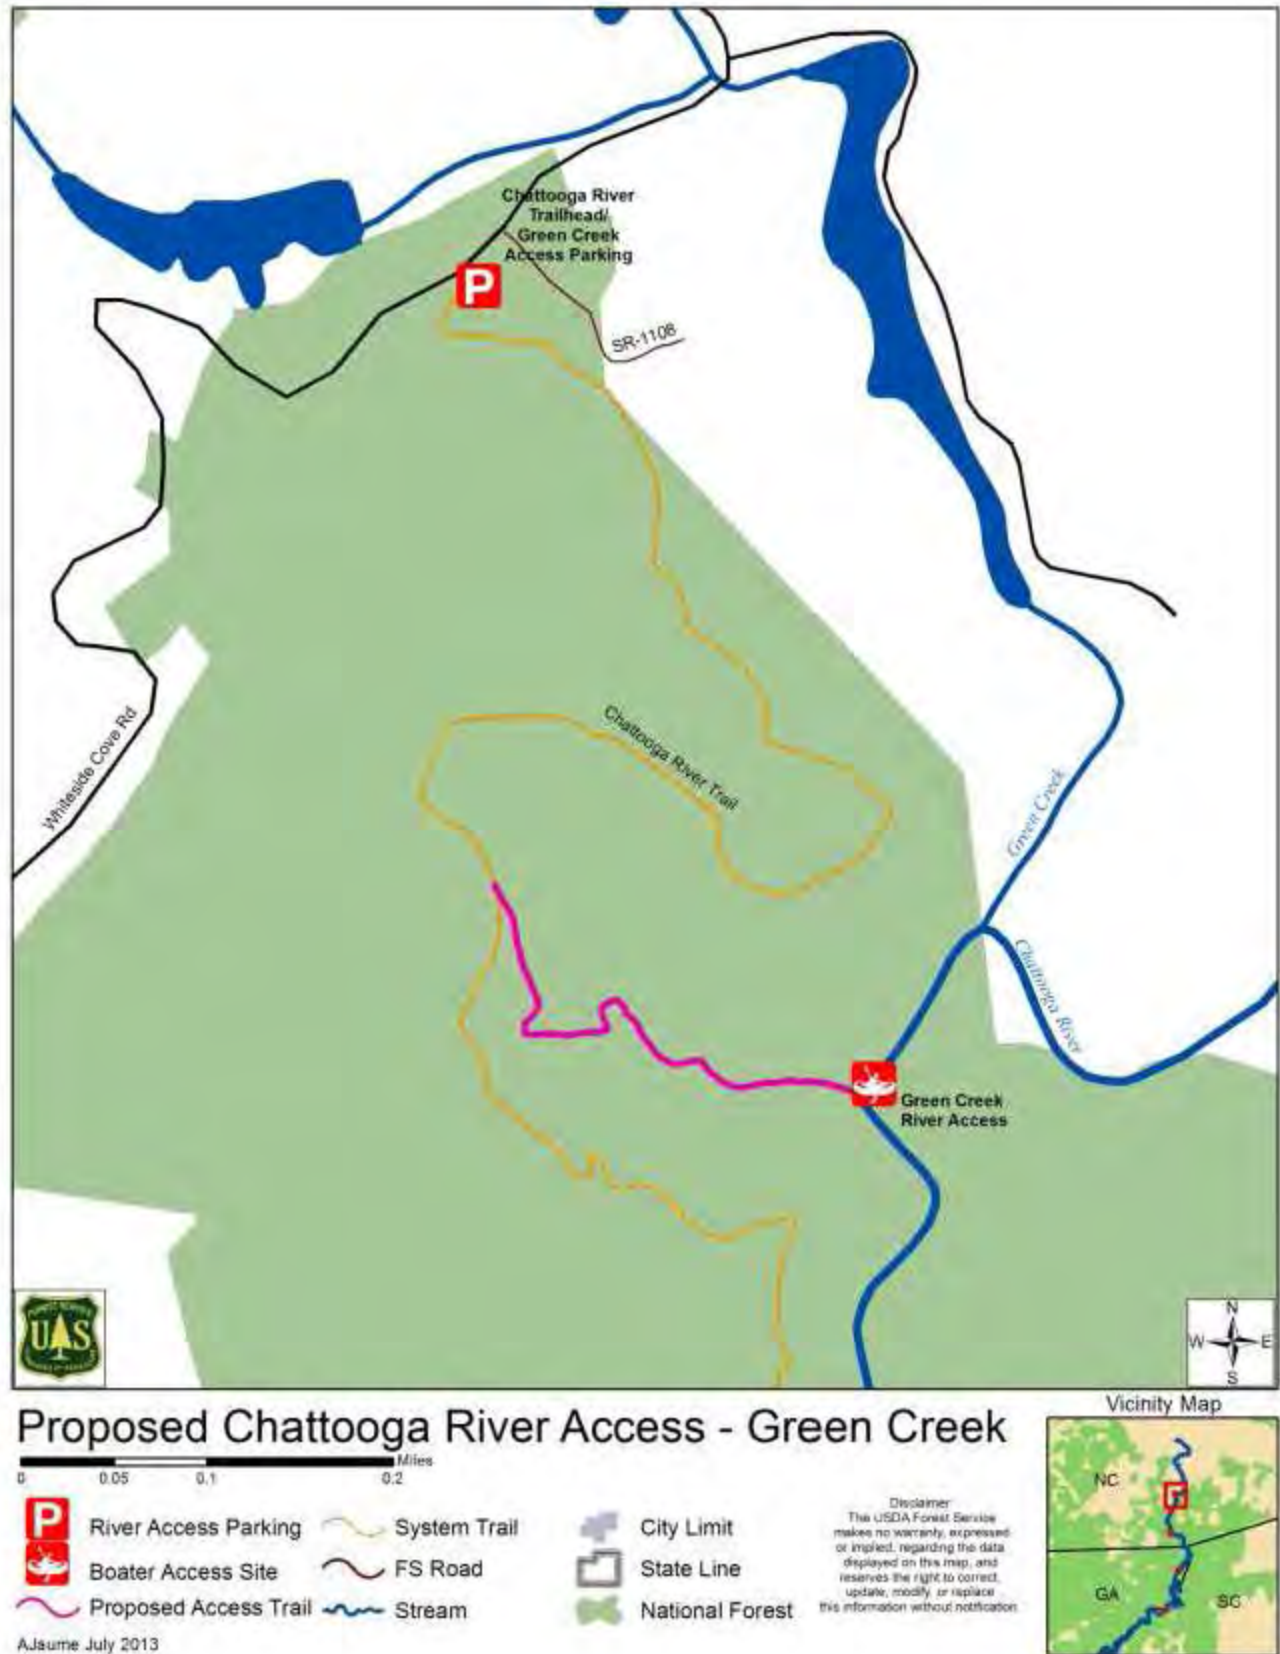 Chattooga River
Trailhead/
Green Creek
Access Parking
P
SR-1108
Chattooga River Trail
Whiteside Cove Rd
Green Creek
Chattooga River
Green Creek
River Access
UAS
N
W E
S
Proposed Chattooga River Access - Green Creek
Miles
0 0.05 0.1 0.2
P River Access Parking
Boater Access Site
Proposed Access Trail
System Trail
FS Road
Stream
City Limit
State Line
National Forest
Disclaimer
The USDA Forest Service
makes no warranty, expressed
or implied, regarding the data
displayed on this map, and
reserves the right to correct,
update, modify, or replace
this information without notification
Vicinity Map
NC
GA
SC
AJaume July 2013